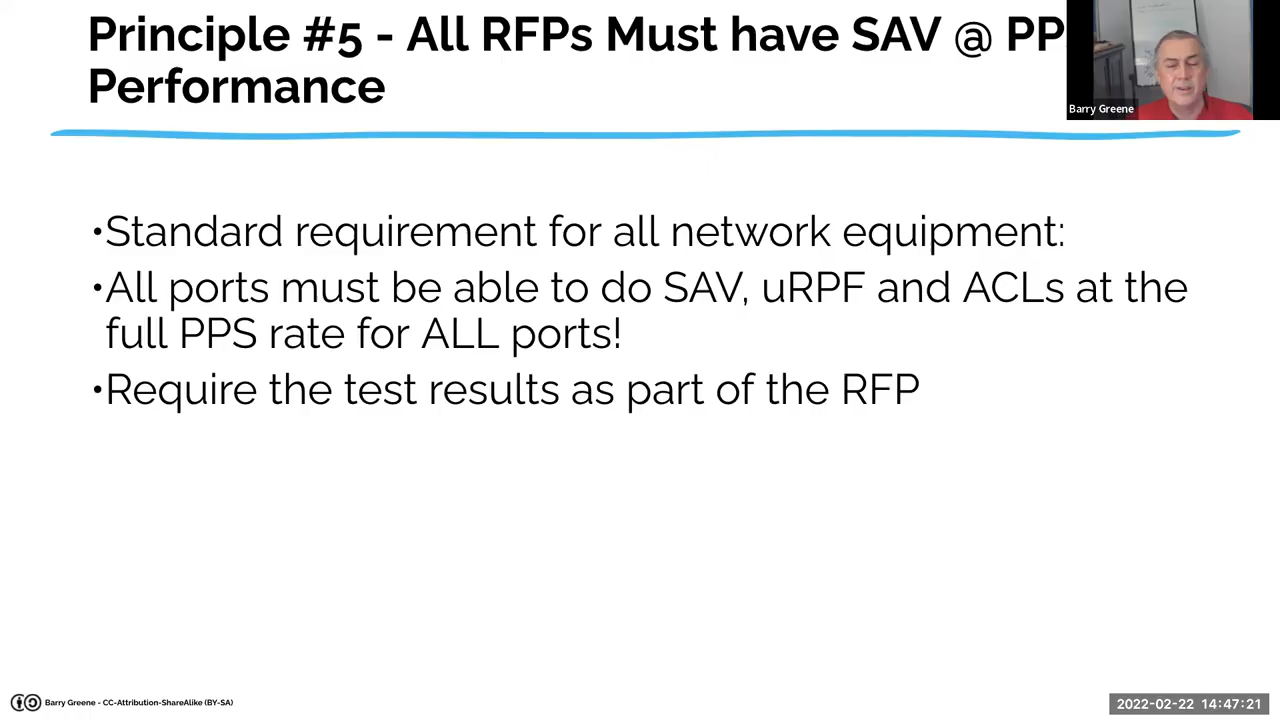 Principle #5 - All RFPs Must have SAV @
Performance
Barry Greene
•Standard requirement for all network equipment:
•All ports must be able to do SAV, uRPF and ACLs at the
full PPS rate for ALL ports!
•Require the test results as part of the RFP
Barry Greene - CC-Attribution-ShareAlike (BY-SA)
2022-02-22 14:47:21